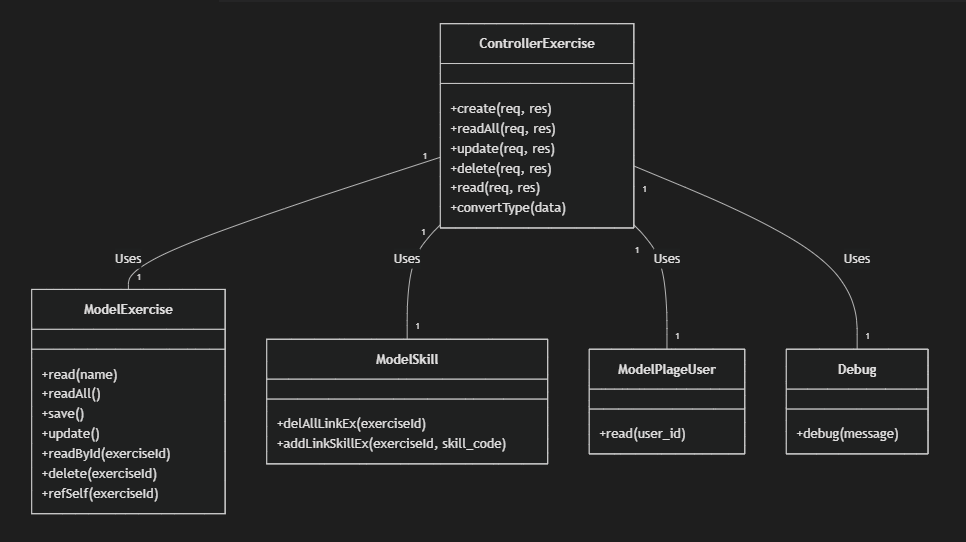 ControllerExercise
+create(req, res)
+readAll(req, res)
+update(req, res)
+delete(req, res)
+read(req, res)
+convertType(data)
1
1
1
1
Uses
Uses
Uses
Uses
1
1
1
1
ModelExercise
+read(name)
+readAll()
+save()
+update()
+readById(exerciseId)
+delete(exerciseId)
+refSelf(exerciseId)
ModelSkill
+delAllLinkEx(exerciseId)
+addLinkSkillEx(exerciseId, skill_code)
ModelPlageUser
+read(user_id)
Debug
+debug(message)